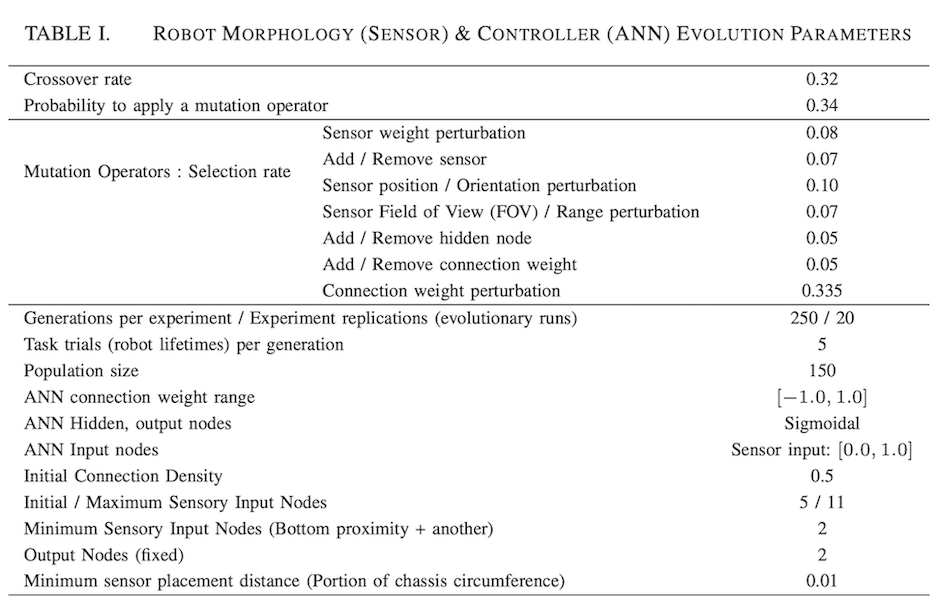 TABLE I. ROBOT MORPHOLOGY (SENSOR) & CONTROLLER (ANN) EVOLUTION PARAMETERS
Crossover rate 0.32
Probability to apply a mutation operator 0.34
Sensor weight perturbation 0.08
Add / Remove sensor 0.07
Mutation Operators : Selection rate
Sensor position / Orientation perturbation 0.10
Sensor Field of View (FOV) / Range perturbation 0.07
Add / Remove hidden node 0.05
Add / Remove connection weight 0.05
Connection weight perturbation 0.335
Generations per experiment / Experiment replications (evolutionary runs) 250 / 20
Task trials (robot lifetimes) per generation 5
Population size 150
ANN connection weight range [−1.0, 1.0]
ANN Hidden, output nodes Sigmoidal
ANN Input nodes Sensor input: [0.0, 1.0]
Initial Connection Density 0.5
Initial / Maximum Sensory Input Nodes 5 / 11
Minimum Sensory Input Nodes (Bottom proximity + another) 2
Output Nodes (fixed) 2
Minimum sensor placement distance (Portion of chassis circumference) 0.01